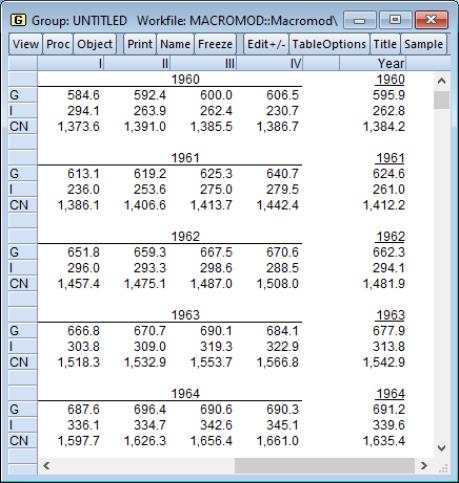 G Group: UNTITLED Workfile: MACROMOD::Macromod\
View Proc Object Print Name Freeze Edit+/- TableOptions Title Sample
I II III IV Year
1960 1960
G 584.6 592.4 600.0 606.5 595.9
I 294.1 263.9 262.4 230.7 262.8
CN 1,373.6 1,391.0 1,385.5 1,386.7 1,384.2
1961 1961
G 613.1 619.2 625.3 640.7 624.6
I 236.0 253.6 275.0 279.5 261.0
CN 1,386.1 1,406.6 1,413.7 1,442.4 1,412.2
1962 1962
G 651.8 659.3 667.5 670.6 662.3
I 296.0 293.3 298.6 288.5 294.1
CN 1,457.4 1,475.1 1,487.0 1,508.0 1,481.9
1963 1963
G 666.8 670.7 690.1 684.1 677.9
I 303.8 309.0 319.3 322.9 313.8
CN 1,518.3 1,532.9 1,553.7 1,566.8 1,542.9
1964 1964
G 687.6 696.4 690.6 690.3 691.2
I 336.1 334.7 342.6 345.1 339.6
CN 1,597.7 1,626.3 1,656.4 1,661.0 1,635.4